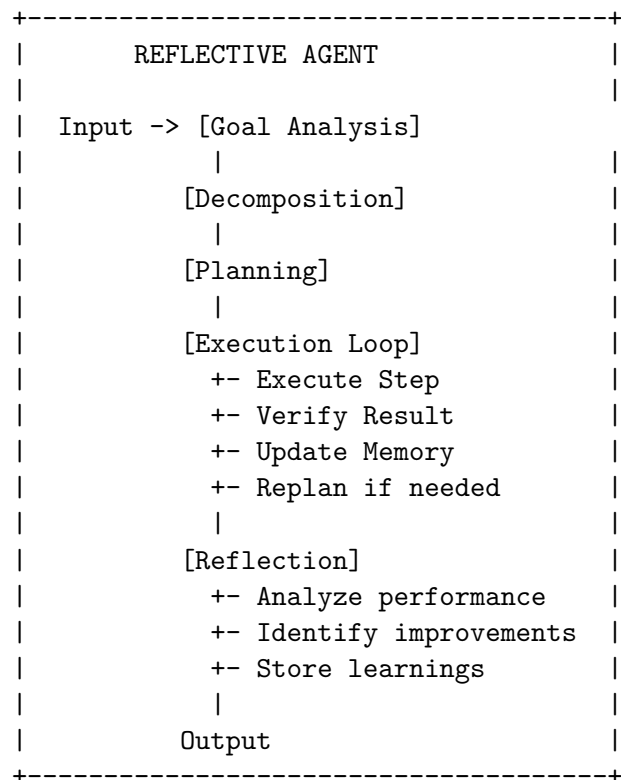 +---------------------------------------+
|        REFLECTIVE AGENT               |
|                                       |
|  Input -> [Goal Analysis]
|             |                         |
|           [Decomposition]             |
|             |                         |
|           [Planning]                  |
|             |                         |
|           [Execution Loop]            |
|             +- Execute Step           |
|             +- Verify Result          |
|             +- Update Memory          |
|             +- Replan if needed       |
|             |                         |
|           [Reflection]                |
|             +- Analyze performance    |
|             +- Identify improvements  |
|             +- Store learnings        |
|             |                         |
|           Output                      |
+---------------------------------------+